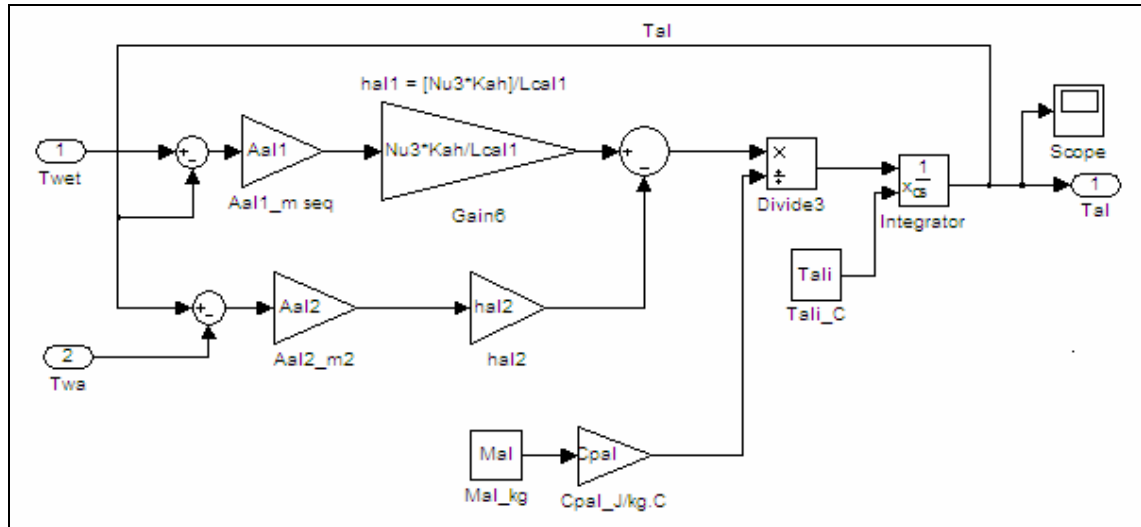 Tal
hal1 = [Nu3*Kah]/Lcal1
1
Twet
+
-
Aal1
Aal1_m seq
Nu3*Kah/Lcal1
Gain6
+
-
×
÷
Divide3
1
s
xo
Integrator
Scope
1
Tal
Tali
Tali_C
+
-
Aal2
Aal2_m2
hal2
hal2
2
Twa
Mal
Mal_kg
Cpal
Cpal_J/kg.C